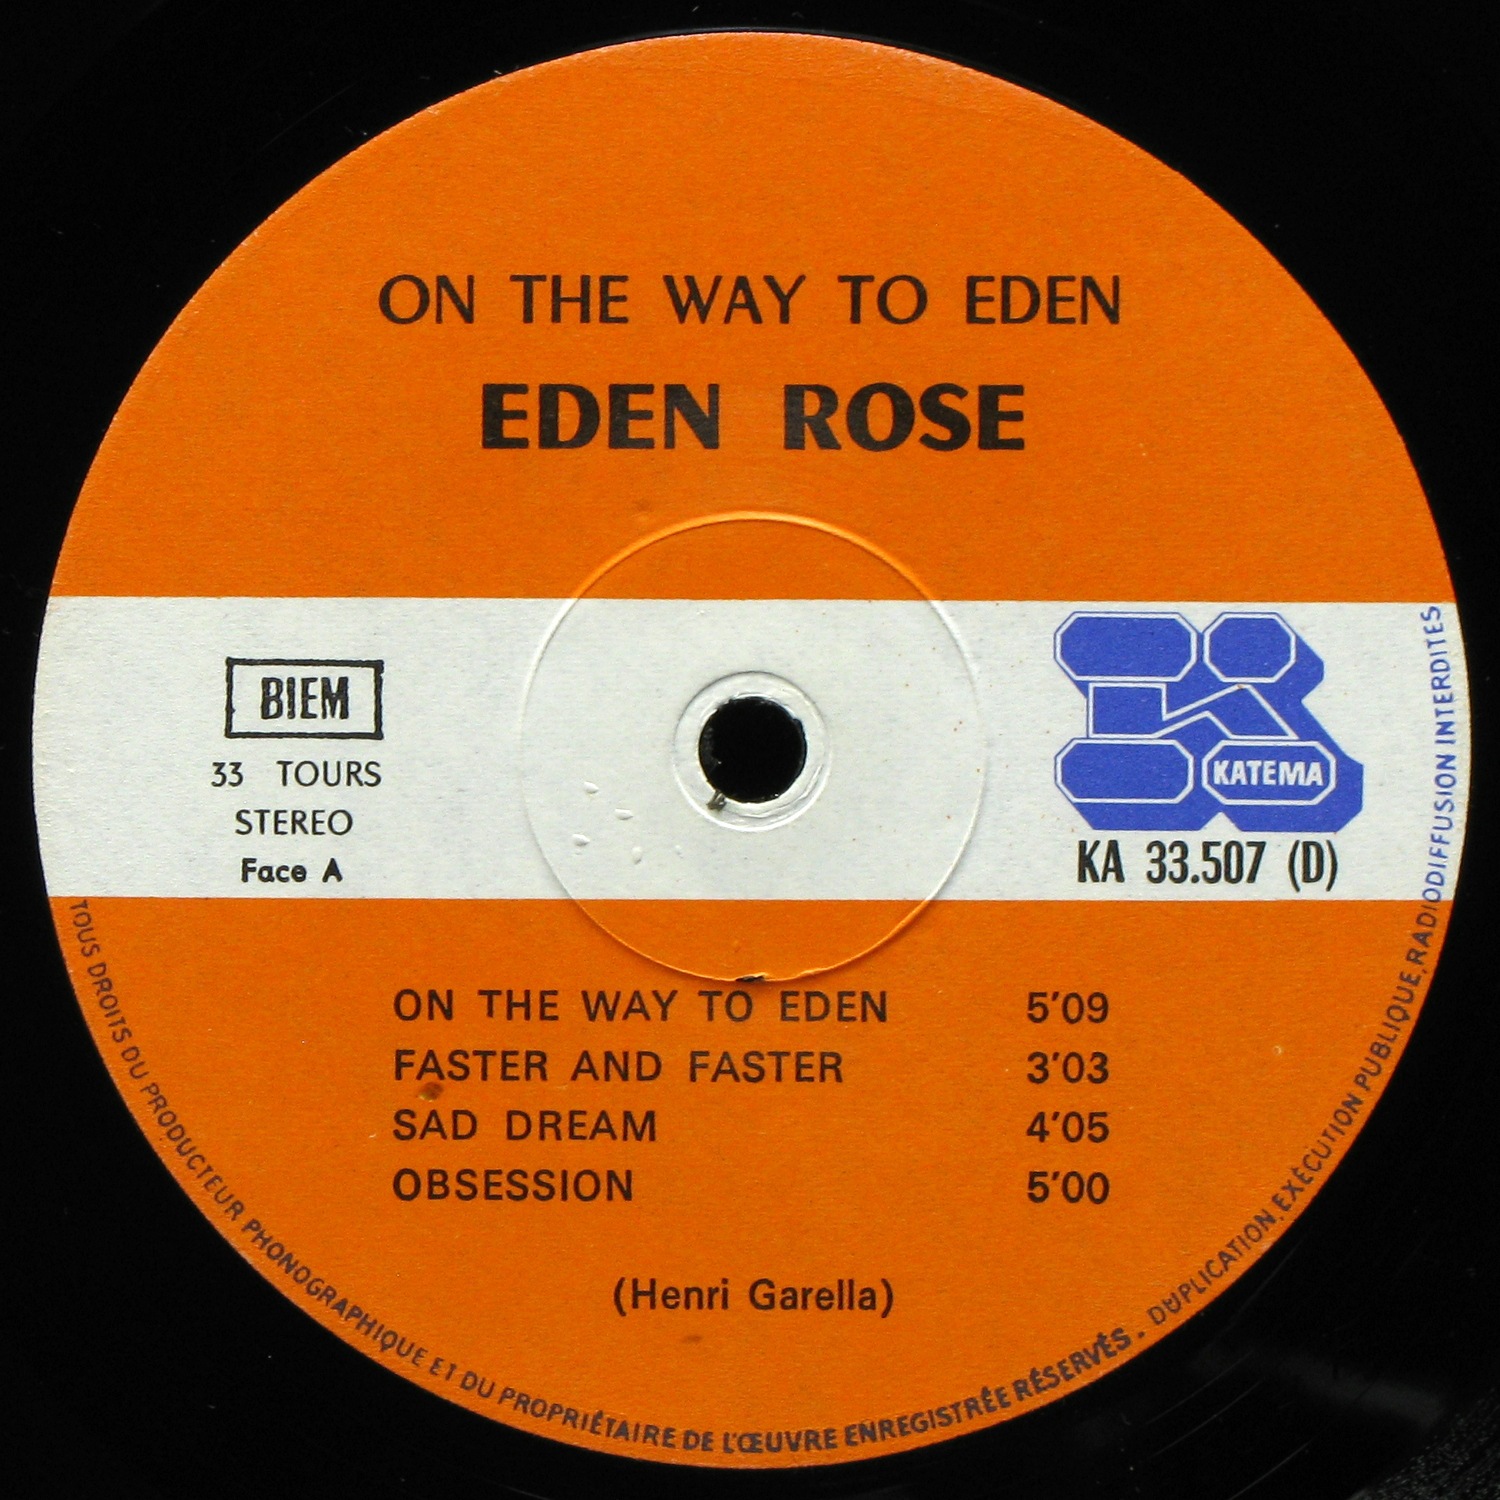 ON THE WAY TO EDEN
EDEN ROSE
BIEM
33 TOURS
STEREO
Face A
KATEMA
KA 33.507 (D)
ON THE WAY TO EDEN 5'09
FASTER AND FASTER 3'03
SAD DREAM 4'05
OBSESSION 5'00
(Henri Garella)
TOUS DROITS DU PRODUCTEUR PHONOGRAPHIQUE ET DU PROPRIÉTAIRE DE L'ŒUVRE ENREGISTRÉE RÉSERVÉS. DUPLICATION, EXÉCUTION PUBLIQUE, RADIODIFFUSION INTERDITES